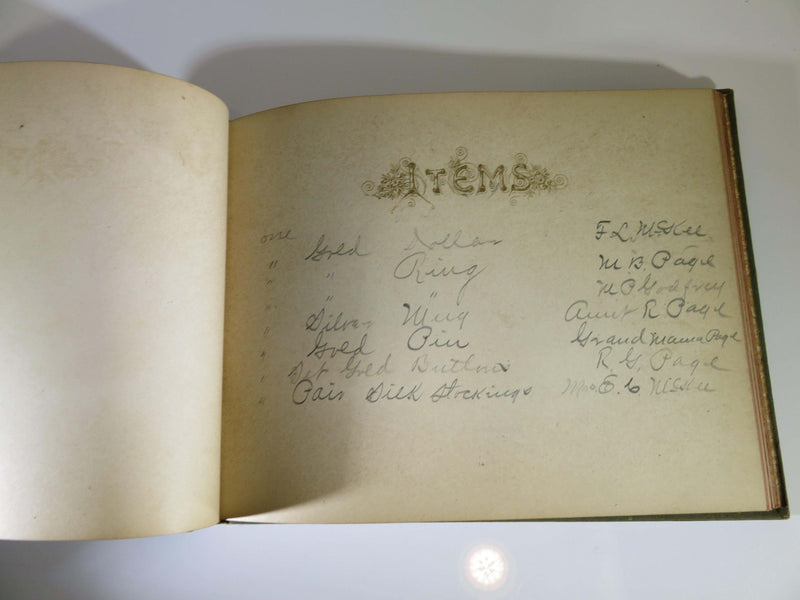 ITEMS
one Gold Dollar F. L. McKee
" " Ring M. B. Page
" " " M P Godfrey
" Silver Mug Aunt R Page
" Gold Pin Grandmama Page
" Set Gold Buttons R. G. Page
" Pair Silk Stockings Mrs E. C McKee